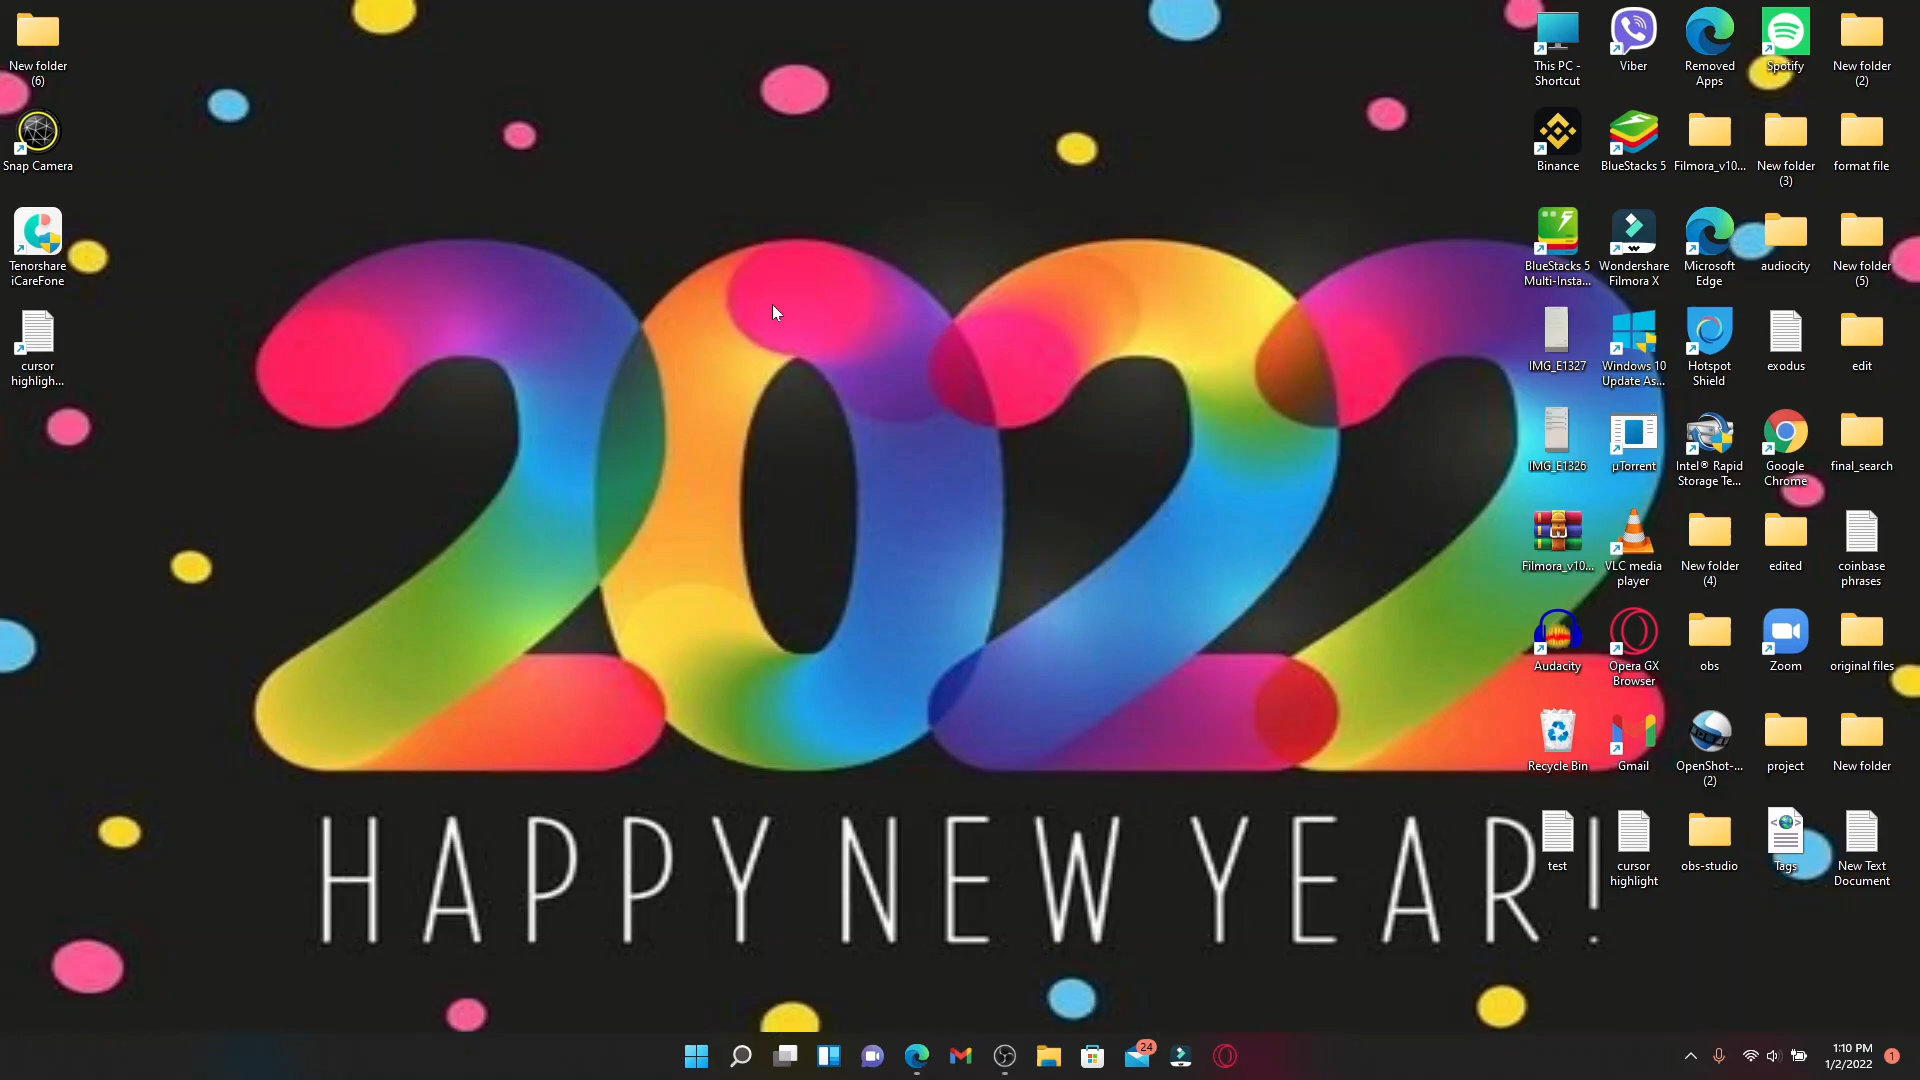 New folder
(6)
Snap Camera
Tenorshare
iCareFone
cursor
highligh...
2022
HAPPY NEW YEAR!
This PC -
Shortcut
Viber
Removed
Apps
Spotify
New folder
(2)
Binance
BlueStacks 5
Filmora_v10...
New folder
(3)
format file
BlueStacks 5
Multi-Insta...
Wondershare
Filmora X
Microsoft
Edge
audiocity
New folder
(5)
IMG_E1327
Windows 10
Update As...
Hotspot
Shield
exodus
edit
IMG_E1326
µTorrent
Intel® Rapid
Storage Te...
Google
Chrome
final_search
Filmora_v10...
VLC media
player
New folder
(4)
edited
coinbase
phrases
Audacity
Opera GX
Browser
obs
Zoom
original files
Recycle Bin
Gmail
OpenShot-...
(2)
project
New folder
test
cursor
highlight
obs-studio
Tags
New Text
Document
24
1:10 PM
1/2/2022
1